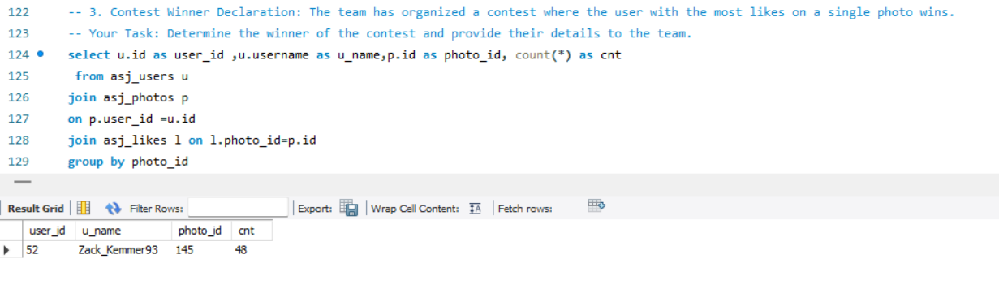 122 -- 3. Contest Winner Declaration: The team has organized a contest where the user with the most likes on a single photo wins.
123 -- Your Task: Determine the winner of the contest and provide their details to the team.
124 select u.id as user_id ,u.username as u_name,p.id as photo_id, count(*) as cnt
125 from asj_users u
126 join asj_photos p
127 on p.user_id =u.id
128 join asj_likes l on l.photo_id=p.id
129 group by photo_id
Result Grid Filter Rows: Export: Wrap Cell Content: IA Fetch rows:
user_id u_name photo_id cnt
52 Zack_Kemmer93 145 48